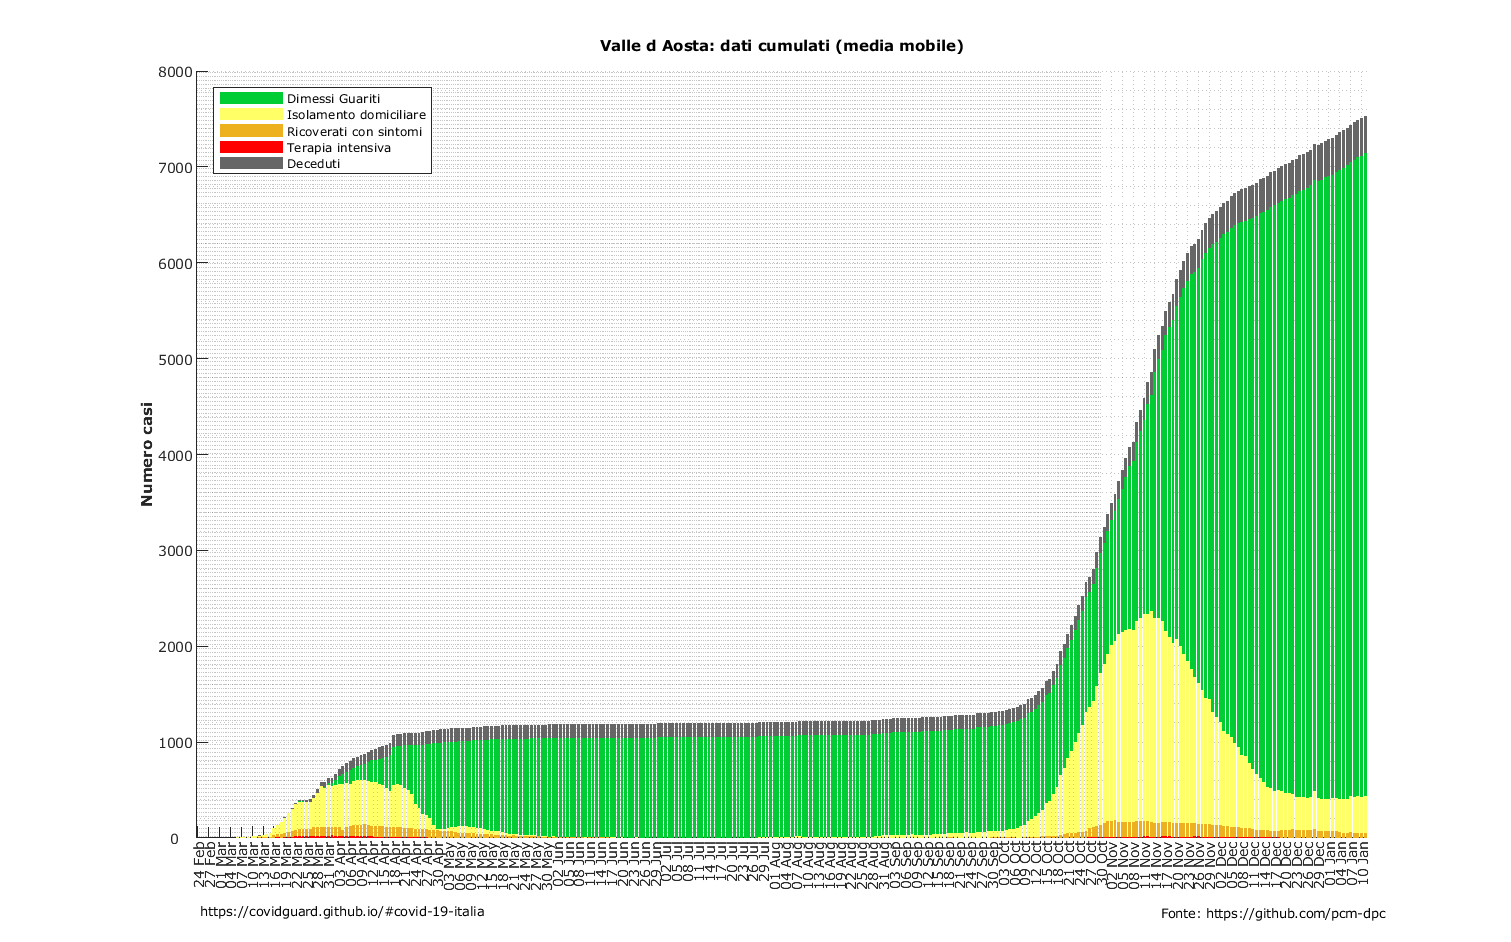 Valle d Aosta: dati cumulati (media mobile)
Dimessi Guariti
Isolamento domiciliare
Ricoverati con sintomi
Terapia intensiva
Deceduti
Numero casi
8000
7000
6000
5000
4000
3000
2000
1000
0
24 Feb
27 Feb
01 Mar
04 Mar
07 Mar
10 Mar
13 Mar
16 Mar
19 Mar
22 Mar
25 Mar
28 Mar
31 Mar
03 Apr
06 Apr
09 Apr
12 Apr
15 Apr
18 Apr
21 Apr
24 Apr
27 Apr
30 Apr
03 May
06 May
09 May
12 May
15 May
18 May
21 May
24 May
27 May
30 May
02 Jun
05 Jun
08 Jun
11 Jun
14 Jun
17 Jun
20 Jun
23 Jun
26 Jun
29 Jun
02 Jul
05 Jul
08 Jul
11 Jul
14 Jul
17 Jul
20 Jul
23 Jul
26 Jul
29 Jul
01 Aug
04 Aug
07 Aug
10 Aug
13 Aug
16 Aug
19 Aug
22 Aug
25 Aug
28 Aug
31 Aug
03 Sep
06 Sep
09 Sep
12 Sep
15 Sep
18 Sep
21 Sep
24 Sep
27 Sep
30 Sep
03 Oct
06 Oct
09 Oct
12 Oct
15 Oct
18 Oct
21 Oct
24 Oct
27 Oct
30 Oct
02 Nov
05 Nov
08 Nov
11 Nov
14 Nov
17 Nov
20 Nov
23 Nov
26 Nov
29 Nov
02 Dec
05 Dec
08 Dec
11 Dec
14 Dec
17 Dec
20 Dec
23 Dec
26 Dec
29 Dec
01 Jan
04 Jan
07 Jan
10 Jan
https://covidguard.github.io/#covid-19-italia
Fonte: https://github.com/pcm-dpc